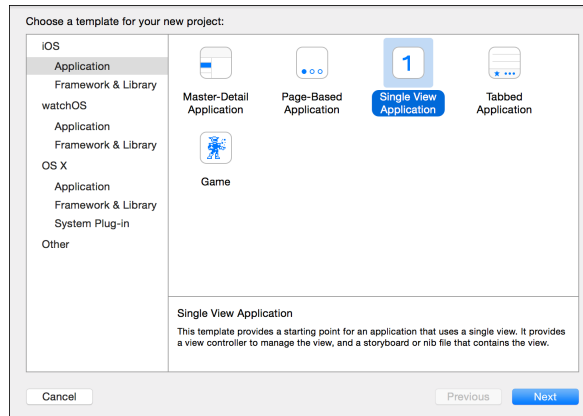 Choose a template for your new project:
iOS
Application
Framework & Library
watchOS
Application
Framework & Library
OS X
Application
Framework & Library
System Plug-in
Other
Master-Detail
Application
Page-Based
Application
1
Single View
Application
Tabbed
Application
Game
Single View Application
This template provides a starting point for an application that uses a single view. It provides
a view controller to manage the view, and a storyboard or nib file that contains the view.
Cancel
Previous
Next